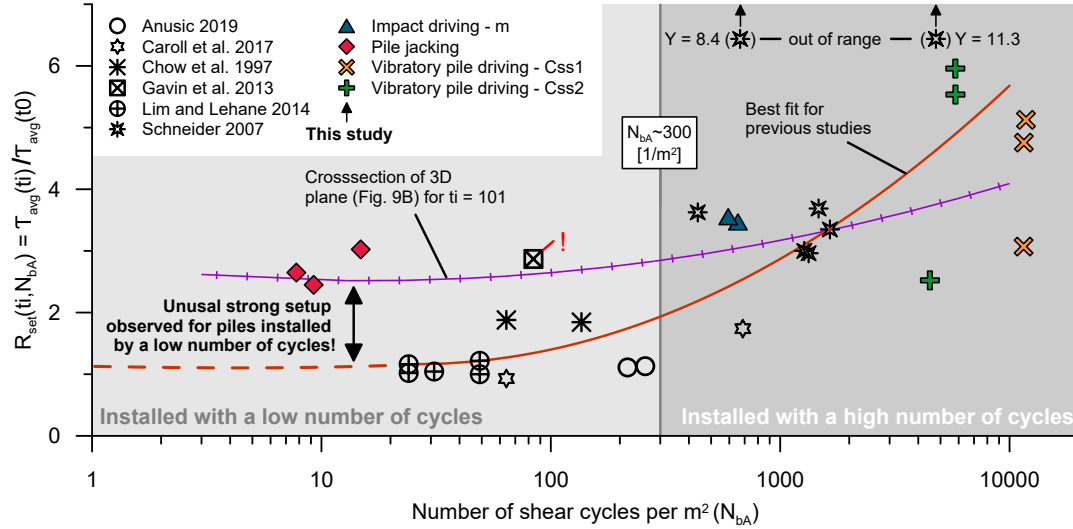 Anusic 2019
Caroll et al. 2017
Chow et al. 1997
Gavin et al. 2013
Lim and Lehane 2014
Schneider 2007
Impact driving - m
Pile jacking
Vibratory pile driving - Css1
Vibratory pile driving - Css2
This study
Y = 8.4 ( ) — out of range — ( ) Y = 11.3
Best fit for
previous studies
N_bA~300
[1/m²]
Crosssection of 3D
plane (Fig. 9B) for ti = 101
!
Unusal strong setup
observed for piles installed
by a low number of cycles!
Installed with a low number of cycles
Installed with a high number of cycles
R_set(ti,N_bA) = T_avg(ti)/T_avg(t0)
6
4
2
0
1
10
100
1000
10000
Number of shear cycles per m² (N_bA)